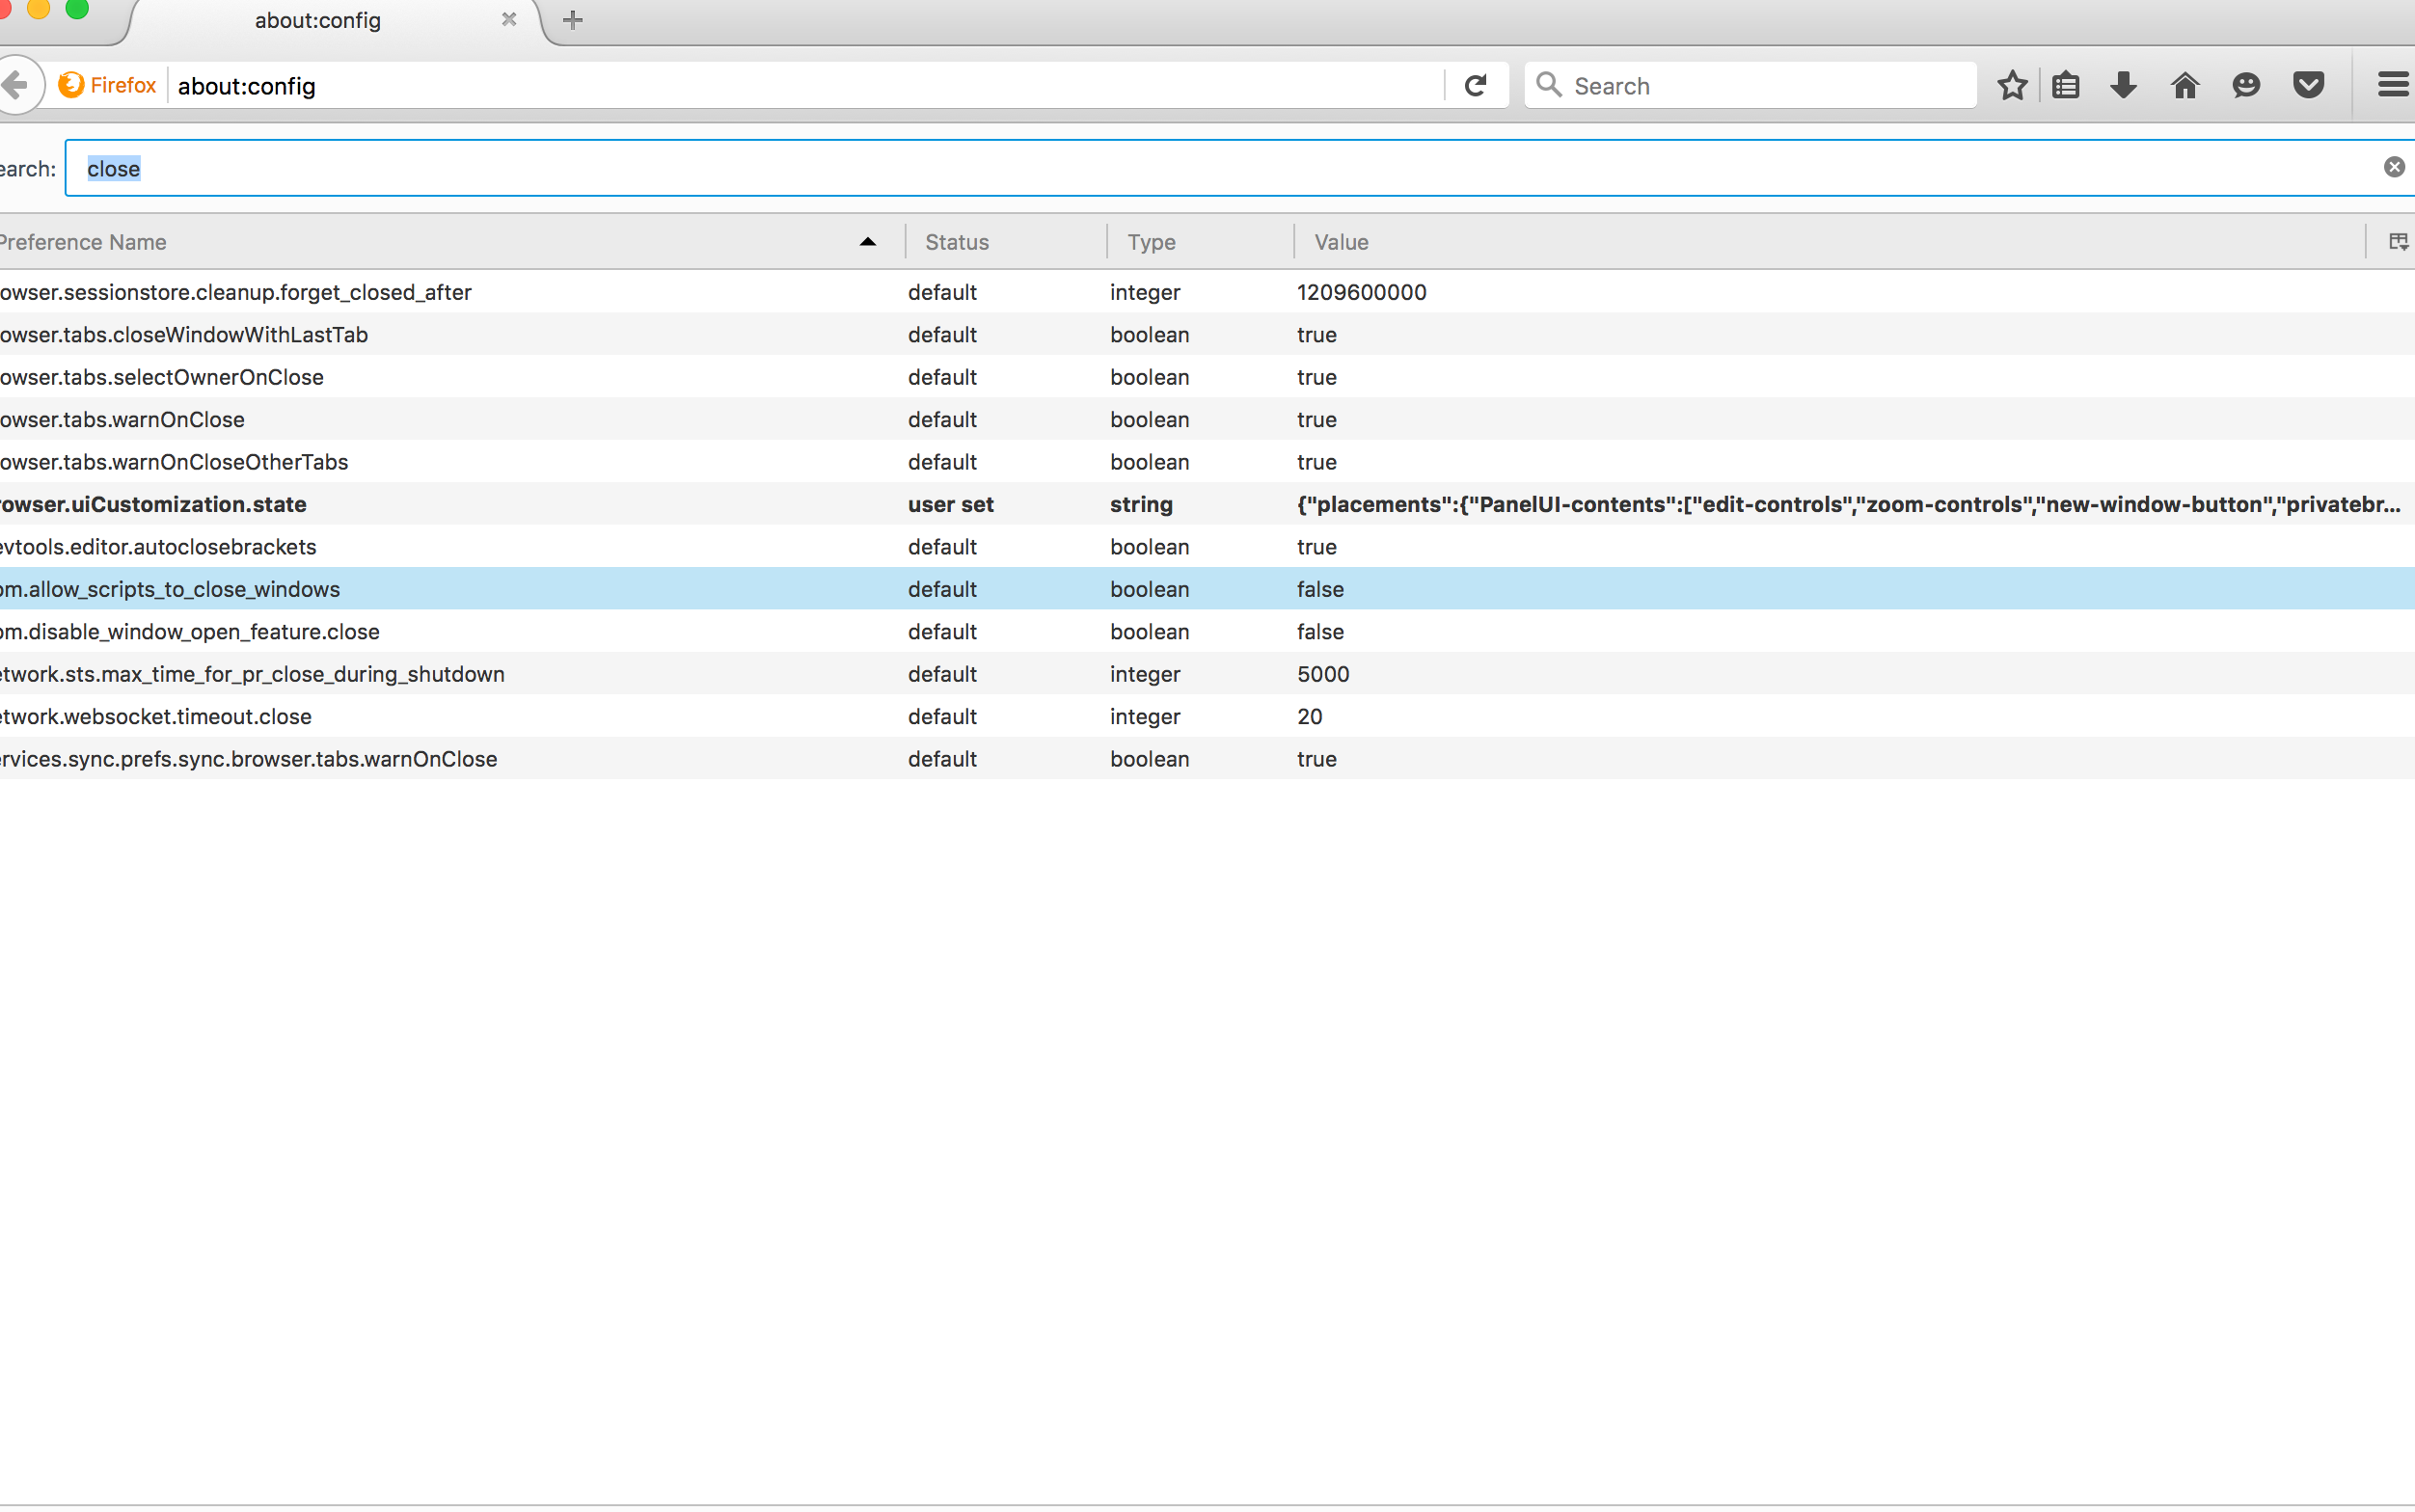 about:config
Firefox about:config Search
earch: close
Preference Name Status Type Value
owser.sessionstore.cleanup.forget_closed_after default integer 1209600000
owser.tabs.closeWindowWithLastTab default boolean true
owser.tabs.selectOwnerOnClose default boolean true
owser.tabs.warnOnClose default boolean true
owser.tabs.warnOnCloseOtherTabs default boolean true
rowser.uiCustomization.state user set string {"placements":{"PanelUI-contents":["edit-controls","zoom-controls","new-window-button","privatebr...
evtools.editor.autoclosebrackets default boolean true
om.allow_scripts_to_close_windows default boolean false
om.disable_window_open_feature.close default boolean false
etwork.sts.max_time_for_pr_close_during_shutdown default integer 5000
etwork.websocket.timeout.close default integer 20
ervices.sync.prefs.sync.browser.tabs.warnOnClose default boolean true